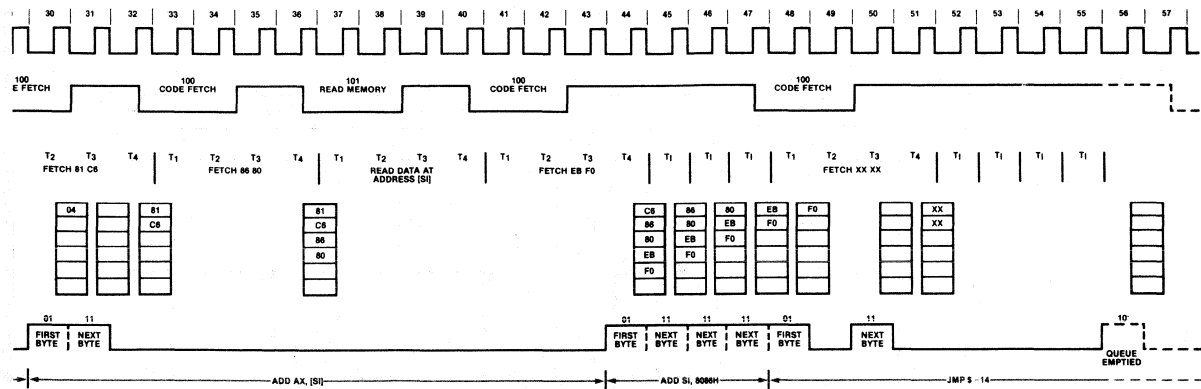 30 31 32 33 34 35 36 37 38 39 40 41 42 43 44 45 46 47 48 49 50 51 52 53 54 55 56 57
100 100 101 100 100
E FETCH CODE FETCH READ MEMORY CODE FETCH CODE FETCH
T2 T3 T4 T1 T2 T3 T4 T1 T2 T3 T4 T1 T2 T3 T4 TI TI TI T1 T2 T3 T4 TI TI TI TI
FETCH 81 C6 FETCH 86 80 READ DATA AT FETCH EB F0 FETCH XX XX
ADDRESS [SI]
04 81 81 C6 86 80 EB F0 XX
C6 C6 86 80 EB F0 XX
86 80 EB F0
80 EB F0
F0
01 11 01 11 11 11 01 11 10
FIRST NEXT FIRST NEXT NEXT NEXT FIRST NEXT
BYTE BYTE BYTE BYTE BYTE BYTE BYTE BYTE
QUEUE
EMPTIED
ADD AX, [SI] ADD SI, 8086H JMP $ - 14